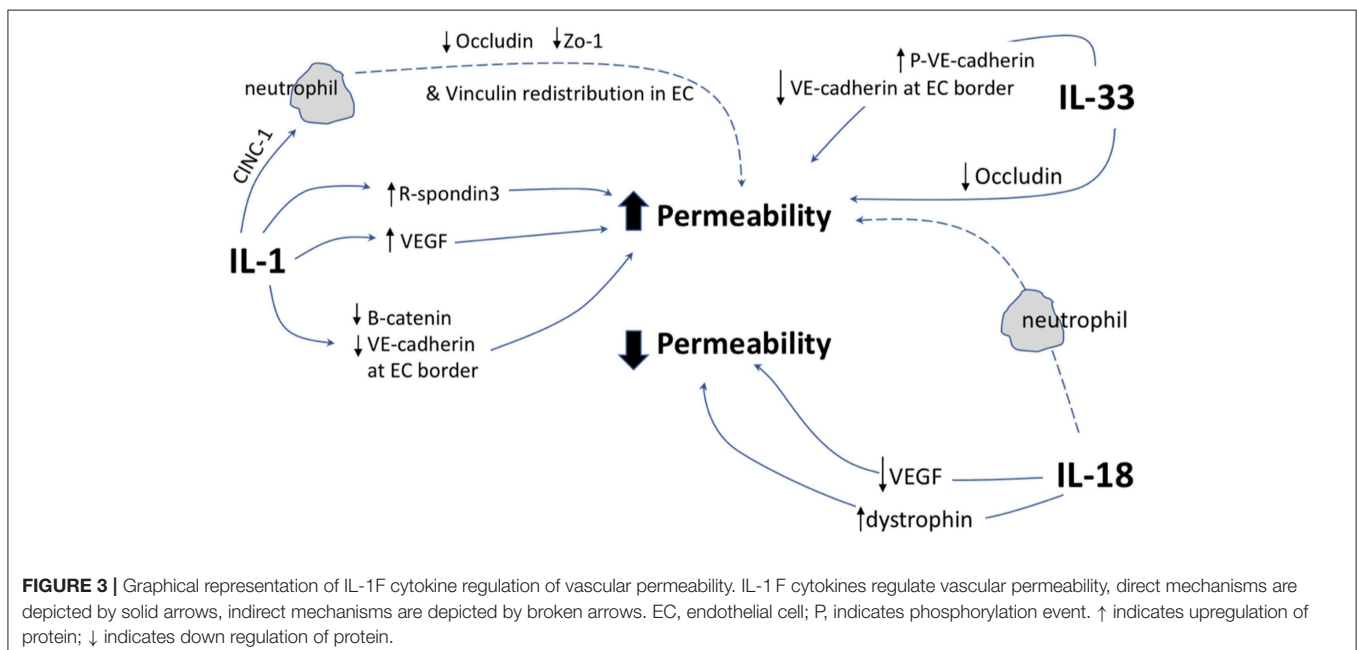 ↓Occludin ↓Zo-1
neutrophil
& Vinculin redistribution in EC
↑P-VE-cadherin
↓VE-cadherin at EC border
IL-33
CINC-1
↓Occludin
↑R-spondin3
↑ Permeability
↑ VEGF
IL-1
↓ B-catenin
↓ VE-cadherin
at EC border
neutrophil
↓ Permeability
↓VEGF
IL-18
↑dystrophin
FIGURE 3 | Graphical representation of IL-1F cytokine regulation of vascular permeability. IL-1 F cytokines regulate vascular permeability, direct mechanisms are
depicted by solid arrows, indirect mechanisms are depicted by broken arrows. EC, endothelial cell; P, indicates phosphorylation event. ↑ indicates upregulation of
protein; ↓ indicates down regulation of protein.